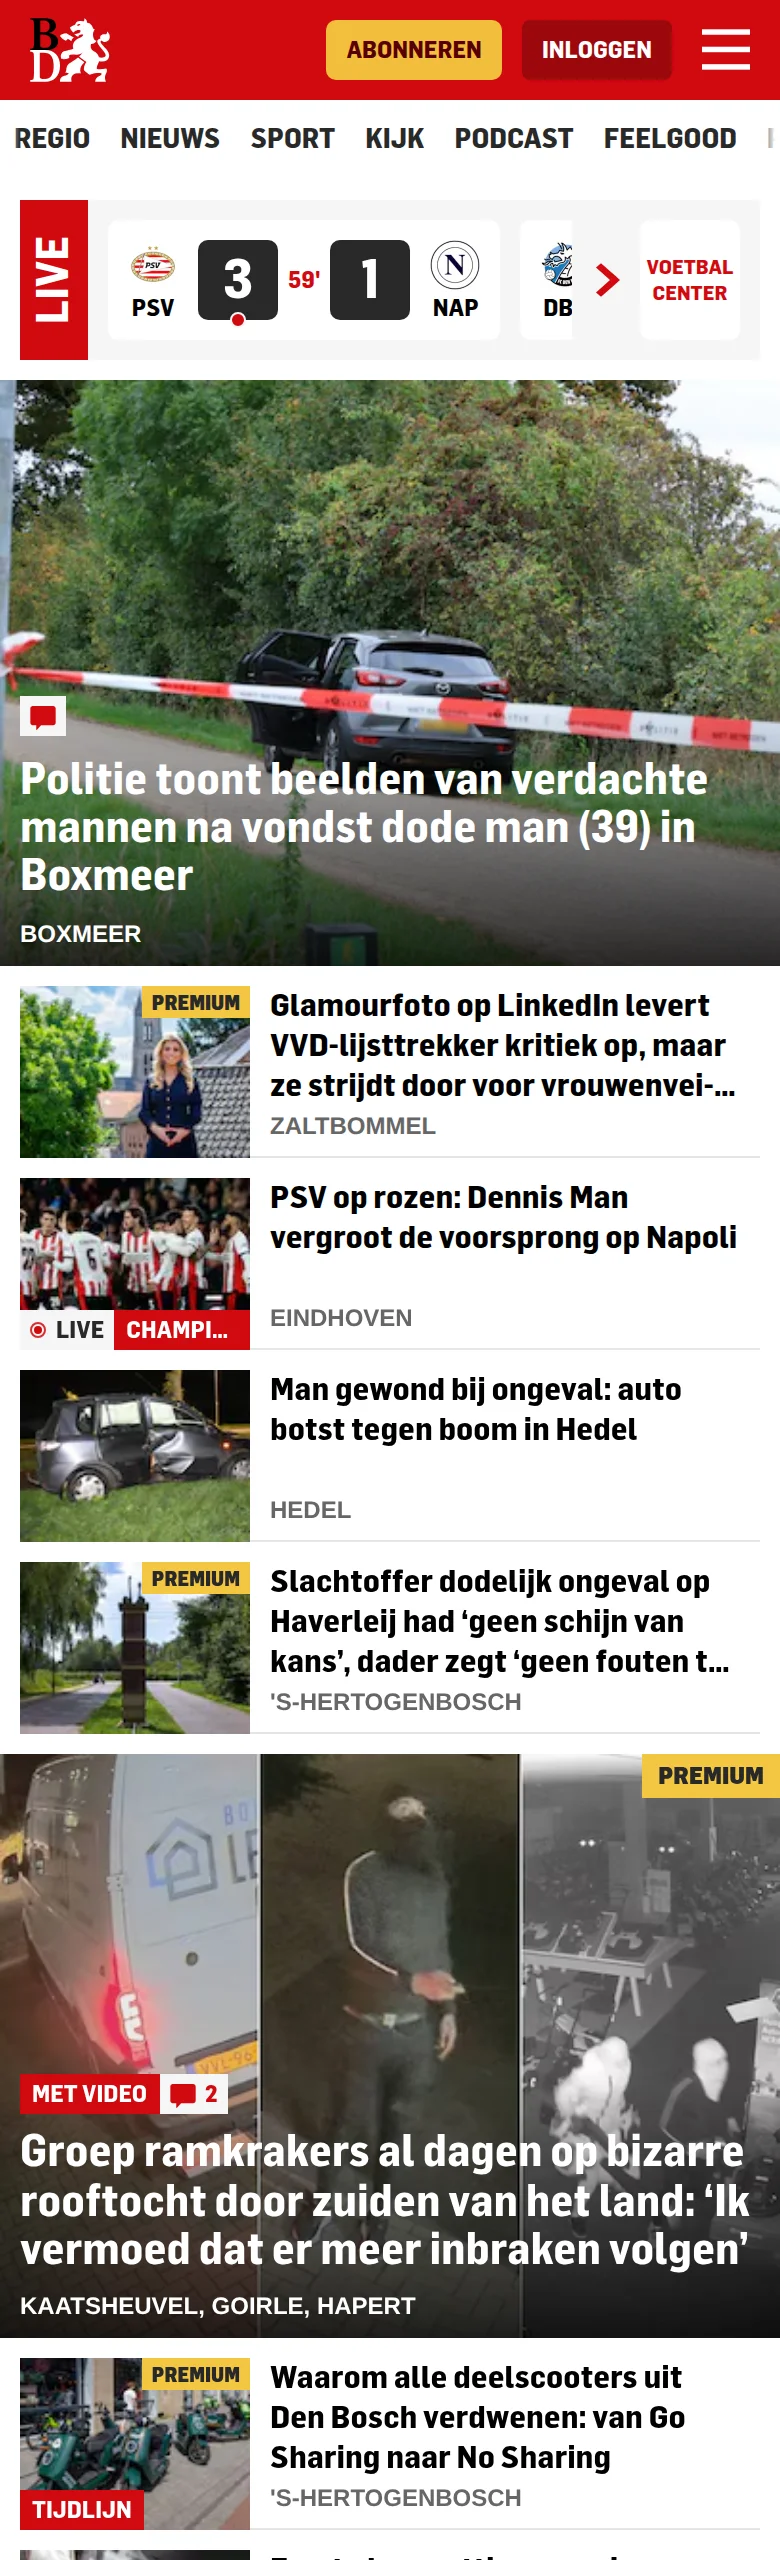 BD
ABONNEREN
INLOGGEN
REGIO NIEUWS SPORT KIJK PODCAST FEELGOOD
LIVE
PSV
3
59'
1
N
NAP
DB
VOETBAL
CENTER
PSV
Politie toont beelden van verdachte
mannen na vondst dode man (39) in
Boxmeer
BOXMEER
PREMIUM
Glamourfoto op LinkedIn levert
VVD-lijsttrekker kritiek op, maar
ze strijdt door voor vrouwenvei-...
ZALTBOMMEL
6
LIVE
CHAMPI...
PSV op rozen: Dennis Man
vergroot de voorsprong op Napoli
EINDHOVEN
Man gewond bij ongeval: auto
botst tegen boom in Hedel
HEDEL
PREMIUM
Slachtoffer dodelijk ongeval op
Haverleij had ‘geen schijn van
kans’, dader zegt ‘geen fouten t...
'S-HERTOGENBOSCH
PREMIUM
MET VIDEO
2
Groep ramkrakers al dagen op bizarre
rooftocht door zuiden van het land: ‘Ik
vermoed dat er meer inbraken volgen’
KAATSHEUVEL, GOIRLE, HAPERT
PREMIUM
TIJDLIJN
Waarom alle deelscooters uit
Den Bosch verdwenen: van Go
Sharing naar No Sharing
'S-HERTOGENBOSCH